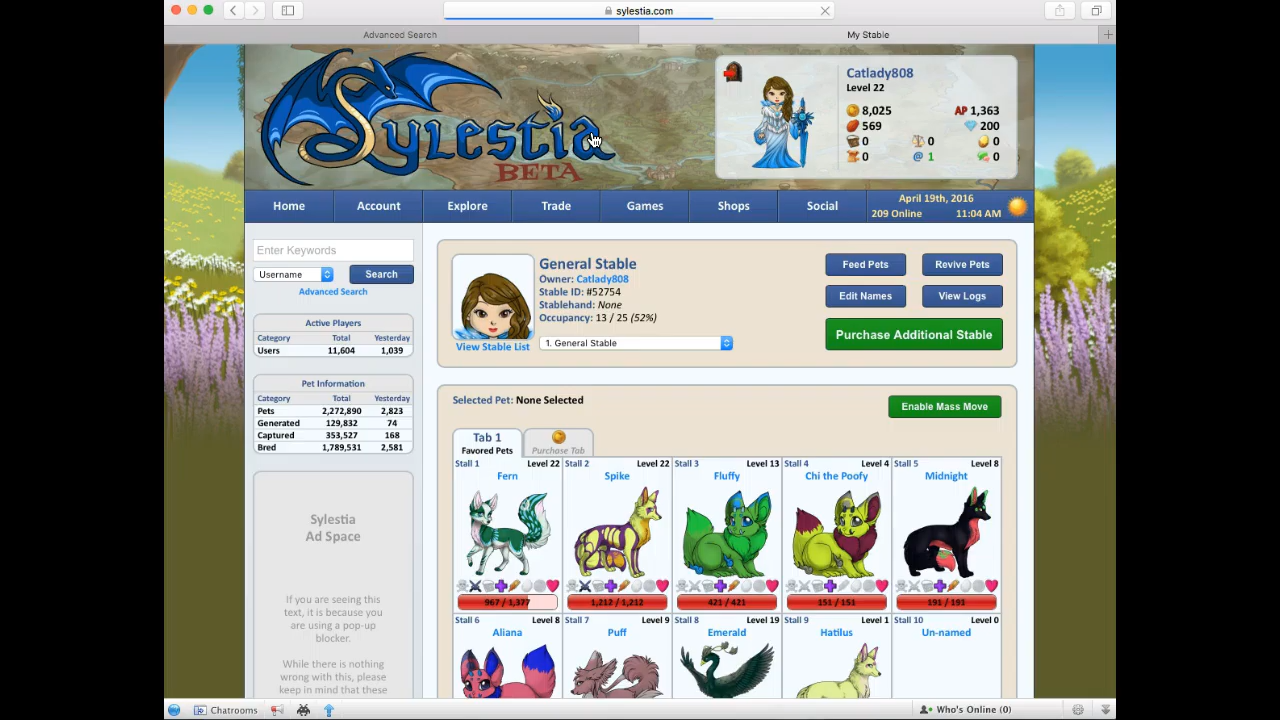 sylestia.com
Advanced Search
My Stable
Sylestia
BETA
Catlady808
Level 22
8,025
AP 1,363
569
200
0
0
0
0
@ 1
0
Home
Account
Explore
Trade
Games
Shops
Social
April 19th, 2016
209 Online
11:04 AM
Enter Keywords
Username
Search
Advanced Search
Active Players
Category Total Yesterday
Users 11,604 1,039
Pet Information
Category Total Yesterday
Pets 2,272,890 2,823
Generated 129,832 74
Captured 353,527 168
Bred 1,789,531 2,581
Sylestia
Ad Space
If you are seeing this
text, it is because you
are using a pop-up
blocker.
While there is nothing
wrong with this, please
keep in mind that these
General Stable
Owner: Catlady808
Stable ID: #52754
Stablehand: None
Occupancy: 13 / 25 (52%)
View Stable List
1. General Stable
Feed Pets
Revive Pets
Edit Names
View Logs
Purchase Additional Stable
Selected Pet: None Selected
Enable Mass Move
Tab 1
Favored Pets
Purchase Tab
Stall 1 Level 22
Fern
967 / 1,377
Stall 2 Level 22
Spike
1,212 / 1,212
Stall 3 Level 13
Fluffy
421 / 421
Stall 4 Level 4
Chi the Poofy
151 / 151
Stall 5 Level 8
Midnight
191 / 191
Stall 6 Level 8
Aliana
Stall 7 Level 9
Puff
Stall 8 Level 19
Emerald
Stall 9 Level 1
Hatilus
Stall 10 Level 0
Un-named
Chatrooms
Who's Online (0)